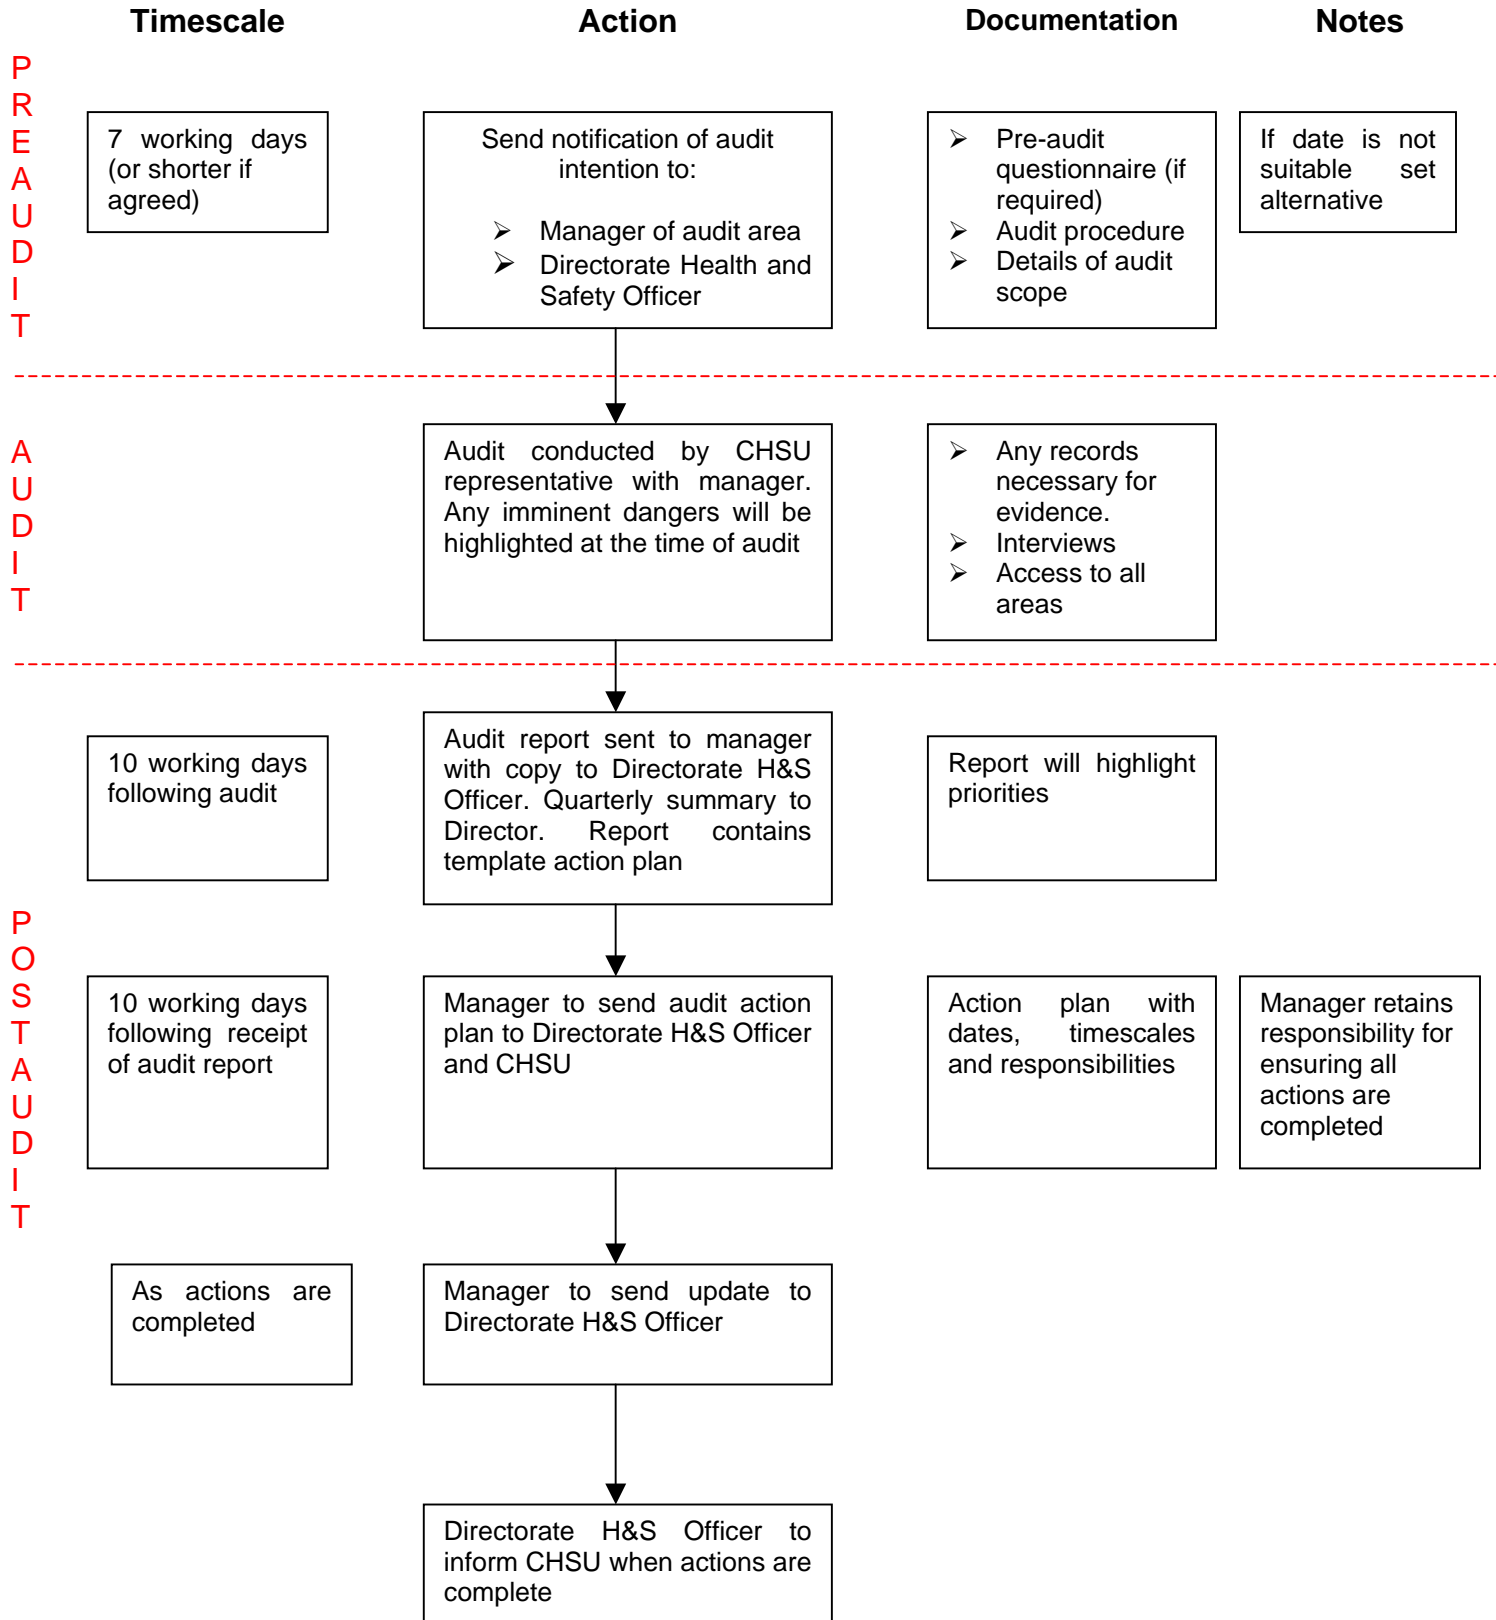 Timescale
Action
Documentation
Notes
P
R
E
A
U
D
I
T
7 working days
(or shorter if
agreed)
Send notification of audit
intention to:
➢ Manager of audit area
➢ Directorate Health and
Safety Officer
➢ Pre-audit
questionnaire (if
required)
➢ Audit procedure
➢ Details of audit
scope
If date is not
suitable set
alternative
A
U
D
I
T
Audit conducted by CHSU
representative with manager.
Any imminent dangers will be
highlighted at the time of audit
➢ Any records
necessary for
evidence.
➢ Interviews
➢ Access to all
areas
P
O
S
T
A
U
D
I
T
10 working days
following audit
Audit report sent to manager
with copy to Directorate H&S
Officer. Quarterly summary to
Director. Report contains
template action plan
Report will highlight
priorities
10 working days
following receipt
of audit report
Manager to send audit action
plan to Directorate H&S Officer
and CHSU
Action plan with
dates, timescales
and responsibilities
Manager retains
responsibility for
ensuring all
actions are
completed
As actions are
completed
Manager to send update to
Directorate H&S Officer
Directorate H&S Officer to
inform CHSU when actions are
complete